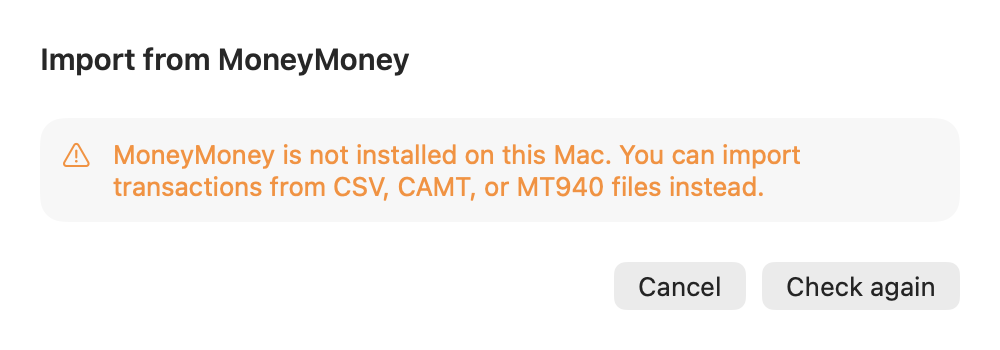 Import from MoneyMoney
MoneyMoney is not installed on this Mac. You can import
transactions from CSV, CAMT, or MT940 files instead.
Cancel
Check again